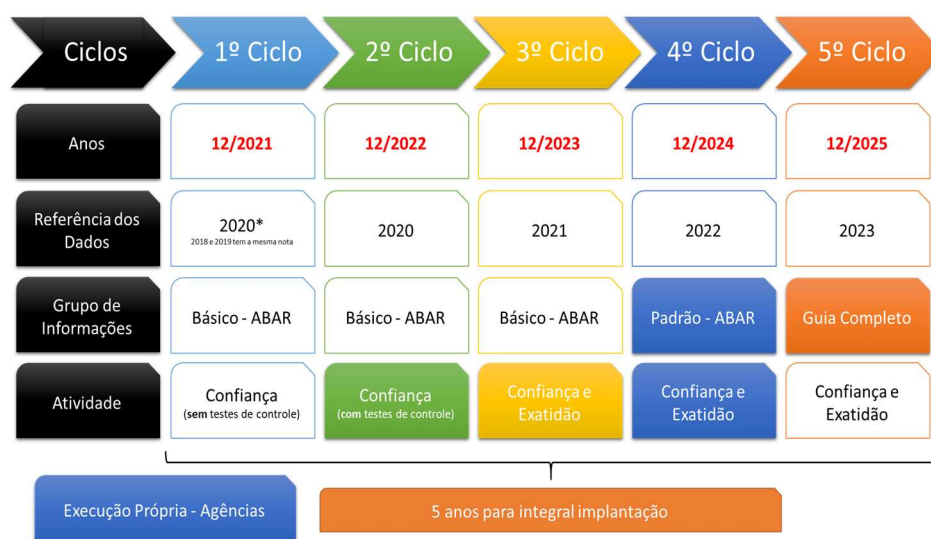 Ciclos
1º Ciclo
2º Ciclo
3º Ciclo
4º Ciclo
5º Ciclo
Anos
12/2021
12/2022
12/2023
12/2024
12/2025
Referência dos
Dados
2020*
2018 e 2019 tem a mesma nota
2020
2021
2022
2023
Grupo de
Informações
Básico - ABAR
Básico - ABAR
Básico - ABAR
Padrão - ABAR
Guia Completo
Atividade
Confiança
(sem testes de controle)
Confiança
(com testes de controle)
Confiança e
Exatidão
Confiança e
Exatidão
Confiança e
Exatidão
Execução Própria - Agências
5 anos para integral implantação